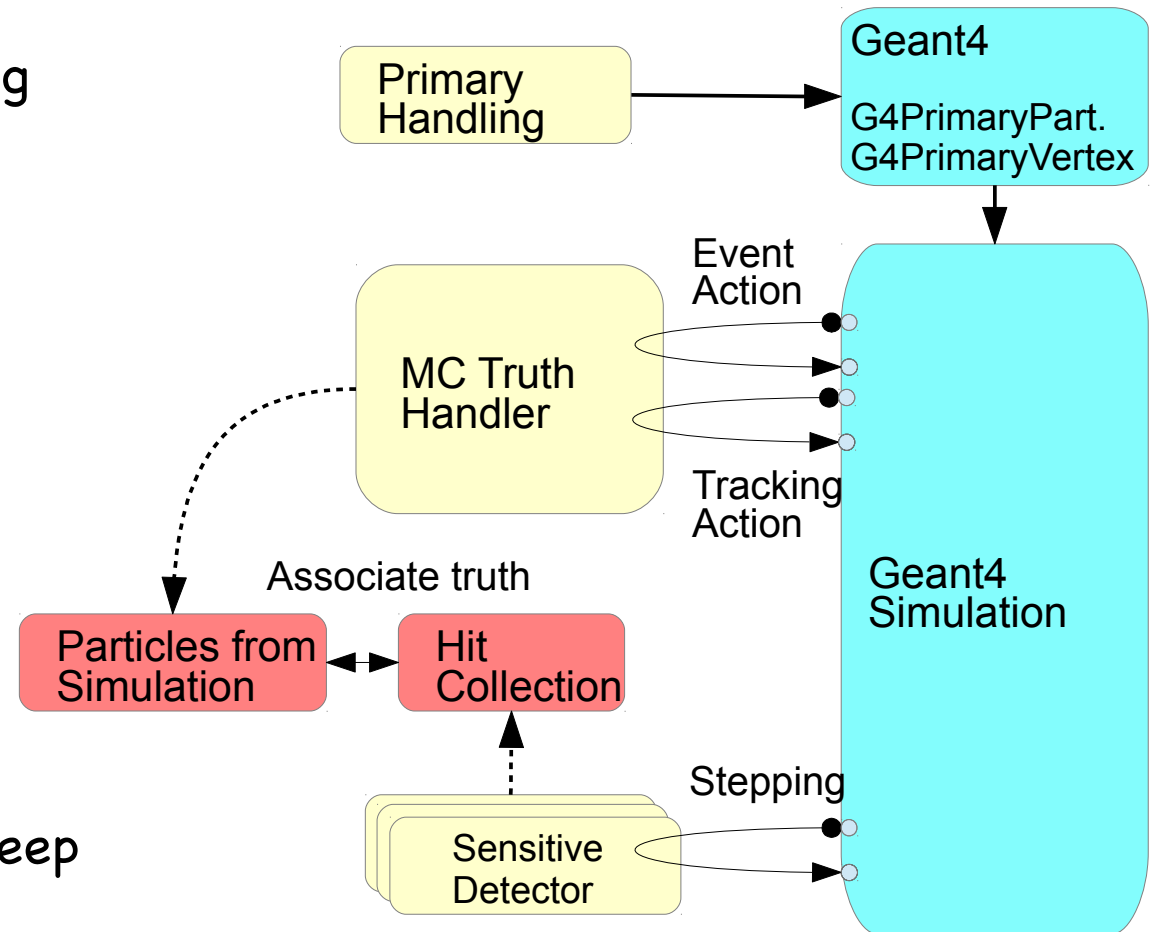 g
Primary
Handling
Geant4
G4PrimaryPart.
G4PrimaryVertex
Event
Action
MC Truth
Handler
Tracking
Action
Associate truth
Geant4
Simulation
Particles from
Simulation
Hit
Collection
Stepping
eep
Sensitive
Detector